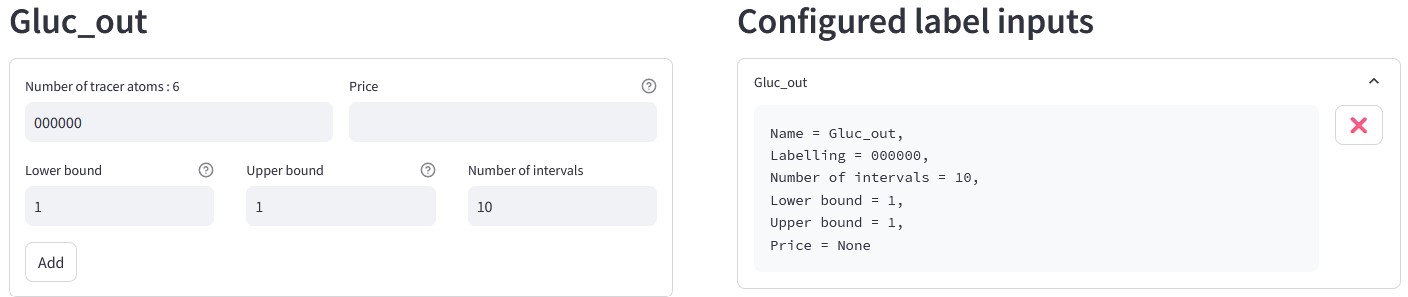 Gluc_out
Number of tracer atoms : 6
Price
000000
Lower bound
Upper bound
Number of intervals
1
1
10
Add
Configured label inputs
Gluc_out
Name = Gluc_out,
Labelling = 000000,
Number of intervals = 10,
Lower bound = 1,
Upper bound = 1,
Price = None